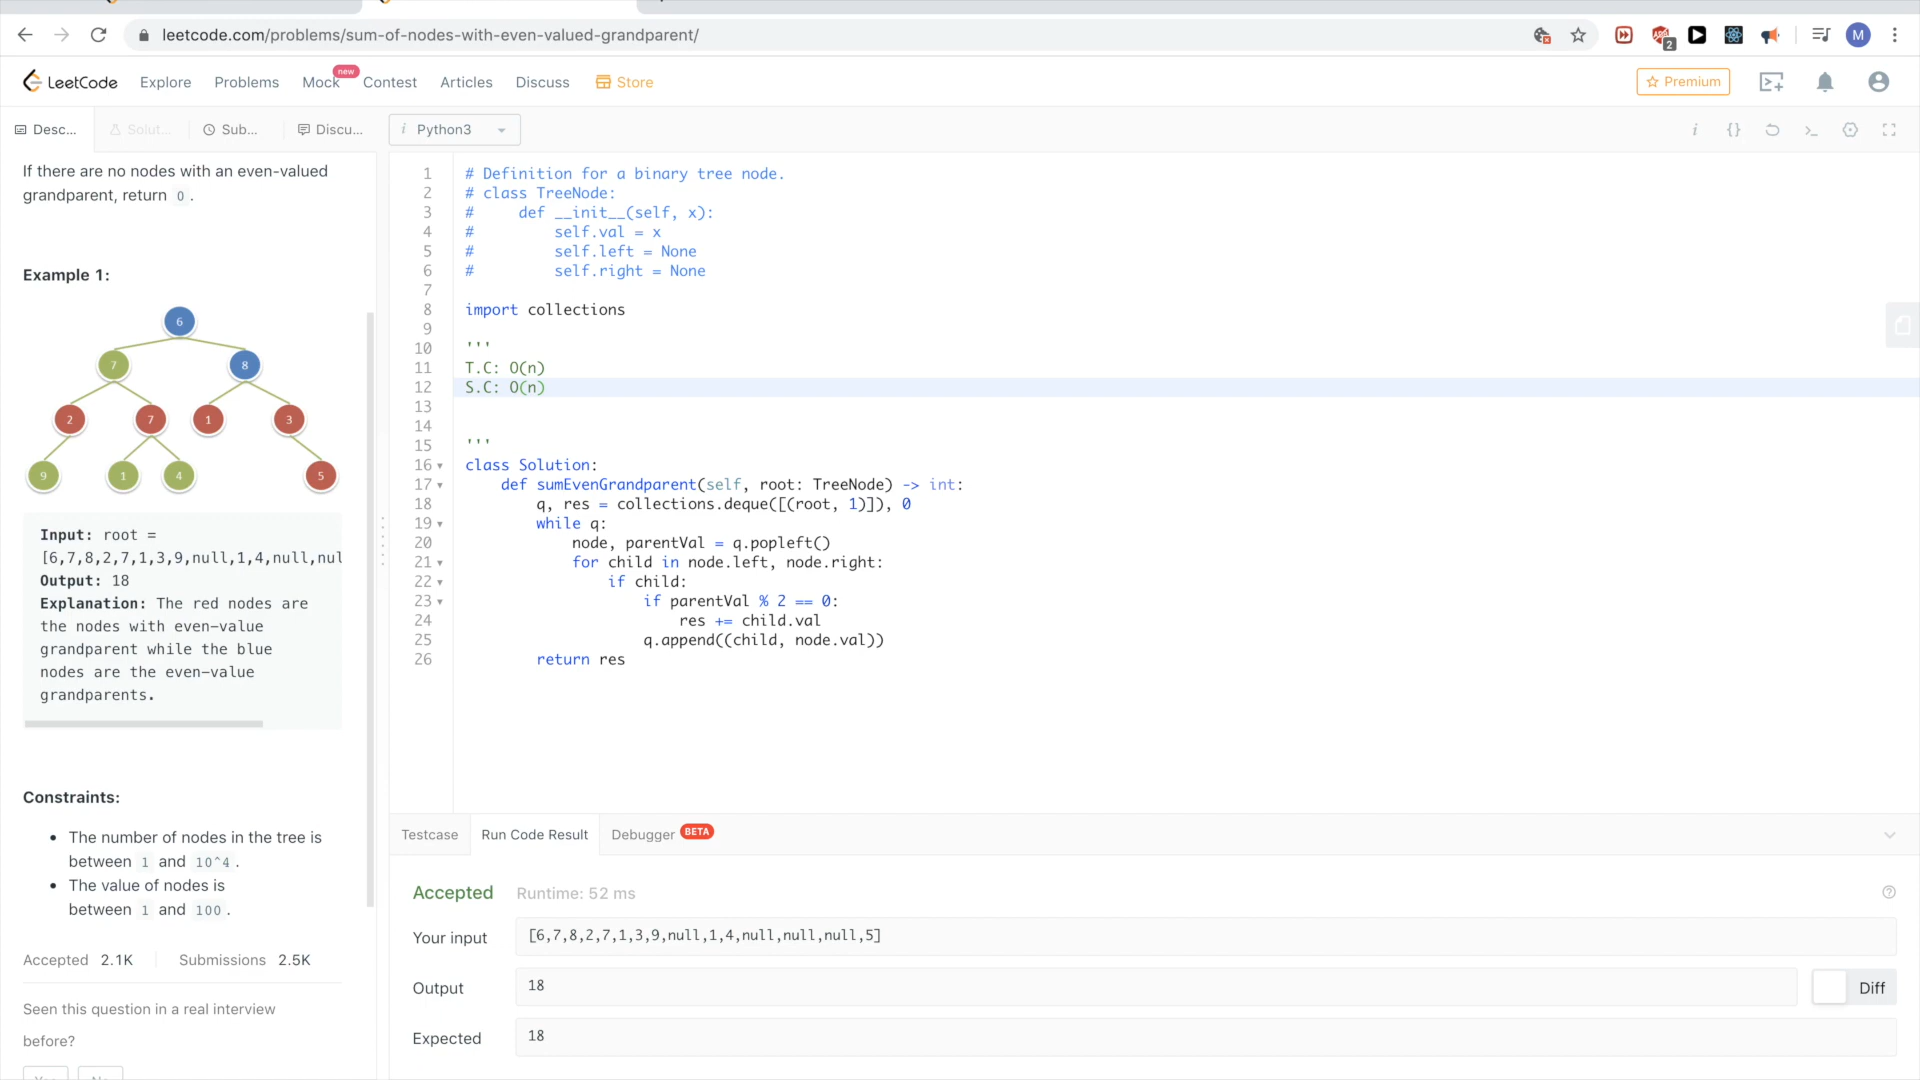 leetcode.com/problems/sum-of-nodes-with-even-valued-grandparent/
2
M
LeetCode
Explore
Problems
Mock
new
Contest
Articles
Discuss
Store
Premium
Desc...
Solut...
Sub...
Discu...
i Python3
i {} >_
If there are no nodes with an even-valued
grandparent, return 0 .
Example 1:
6
7 8
2 7 1 3
9 1 4 5
Input: root =
[6,7,8,2,7,1,3,9,null,1,4,null,nul
Output: 18
Explanation: The red nodes are
the nodes with even-value
grandparent while the blue
nodes are the even-value
grandparents.
Constraints:
• The number of nodes in the tree is
between 1 and 10^4 .
• The value of nodes is
between 1 and 100 .
Accepted 2.1K Submissions 2.5K
Seen this question in a real interview
before?
1 # Definition for a binary tree node.
2 # class TreeNode:
3 #     def __init__(self, x):
4 #         self.val = x
5 #         self.left = None
6 #         self.right = None
7
8 import collections
9
10 '''
11 T.C: O(n)
12 S.C: O(n)
13
14
15 '''
16 class Solution:
17     def sumEvenGrandparent(self, root: TreeNode) -> int:
18         q, res = collections.deque([(root, 1)]), 0
19         while q:
20             node, parentVal = q.popleft()
21             for child in node.left, node.right:
22                 if child:
23                     if parentVal % 2 == 0:
24                         res += child.val
25                     q.append((child, node.val))
26         return res
Testcase
Run Code Result
Debugger BETA
Accepted Runtime: 52 ms
Your input [6,7,8,2,7,1,3,9,null,1,4,null,null,null,5]
Output 18 Diff
Expected 18